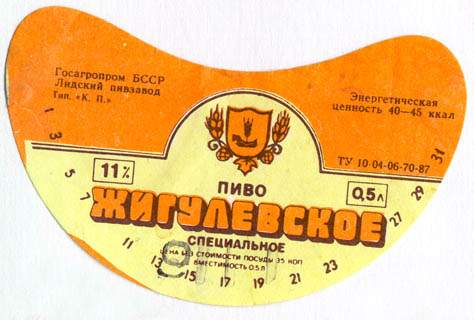 Госагропром БССР
Лидский пивзавод
Тип. «К. П.»
Энергетическая
ценность 40—45 ккал
ТУ 10-04-06-70-87
11%
ПИВО
0,5л
ЖИГУЛЕВСКОЕ
СПЕЦИАЛЬНОЕ
ЦЕНА БЕЗ СТОИМОСТИ ПОСУДЫ 35 КОП
ВМЕСТИМОСТЬ 0.5Л
1 3 5 7 11 13 15 17 19 21 23 27 29 31